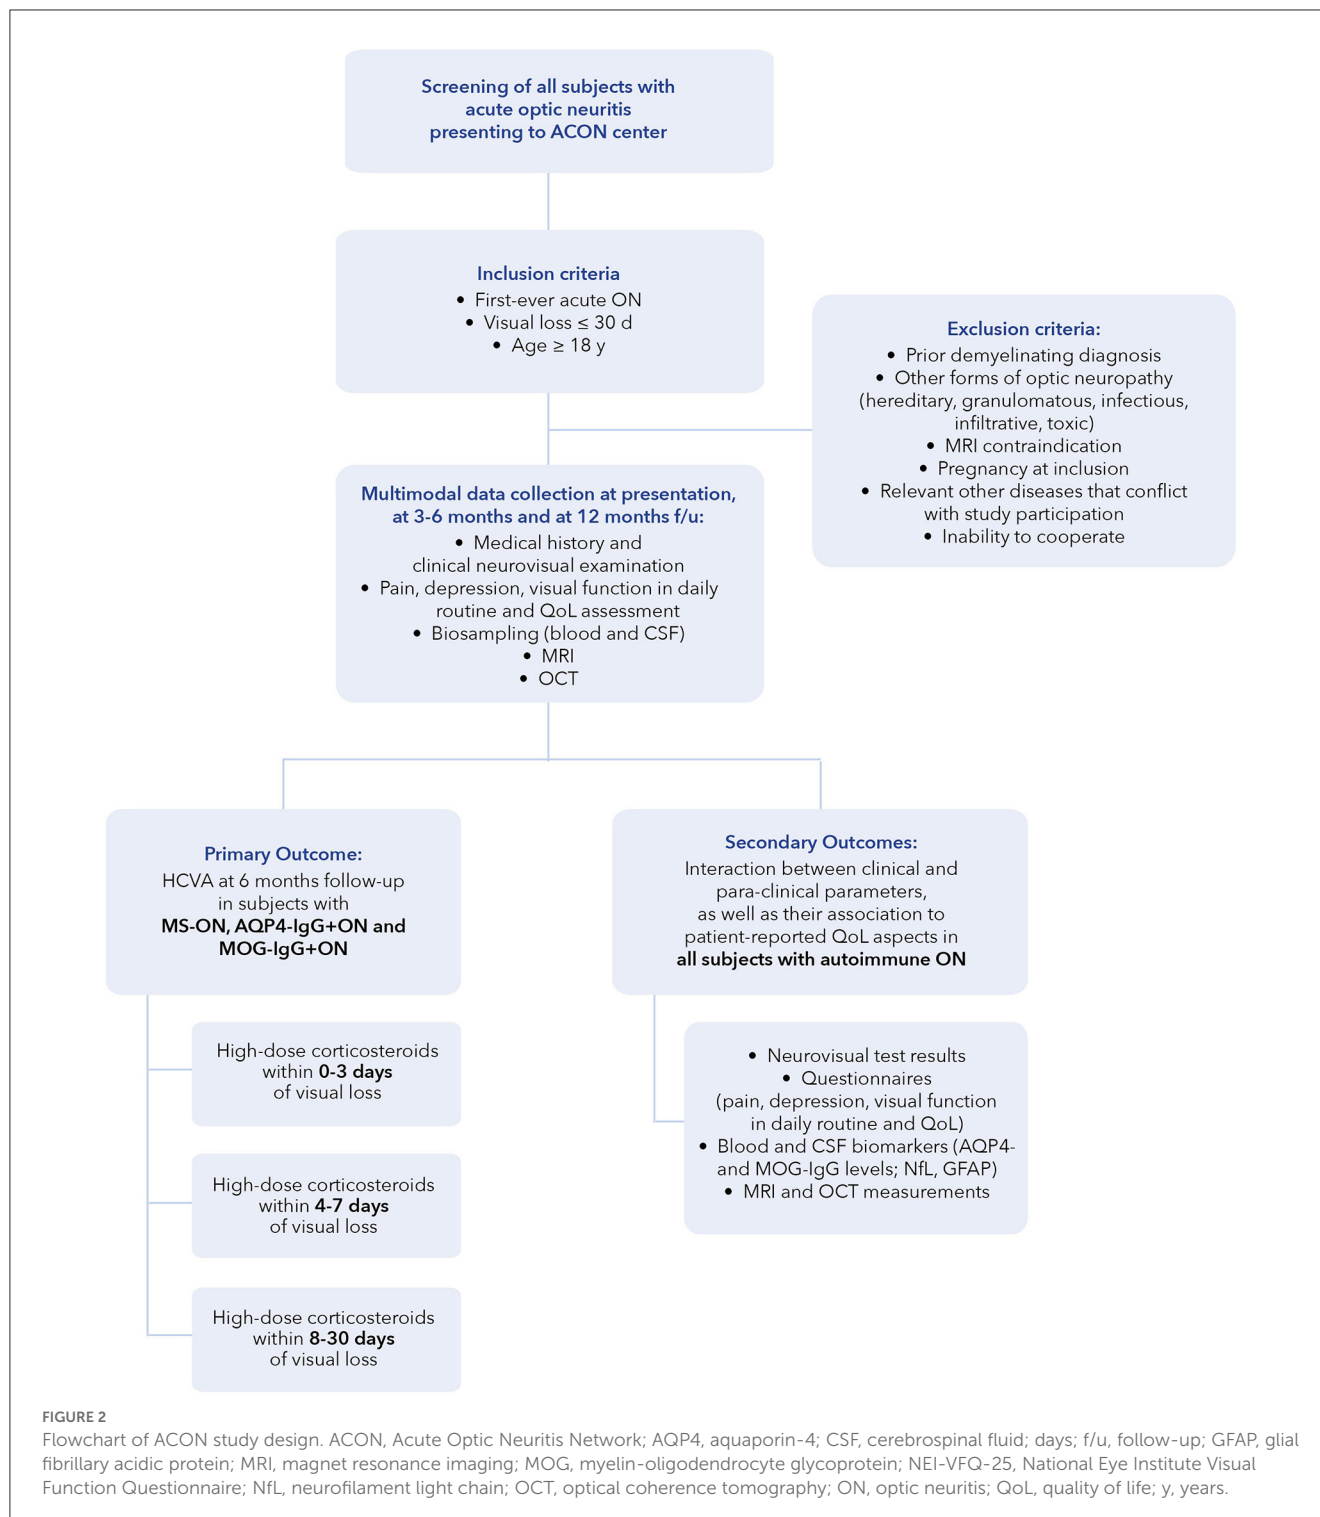 Screening of all subjects with
acute optic neuritis
presenting to ACON center
Inclusion criteria
• First-ever acute ON
• Visual loss ≤ 30 d
• Age ≥ 18 y
Exclusion criteria:
• Prior demyelinating diagnosis
• Other forms of optic neuropathy
(hereditary, granulomatous, infectious,
infiltrative, toxic)
• MRI contraindication
• Pregnancy at inclusion
• Relevant other diseases that conflict
with study participation
• Inability to cooperate
Multimodal data collection at presentation,
at 3-6 months and at 12 months f/u:
• Medical history and
clinical neurovisual examination
• Pain, depression, visual function in daily
routine and QoL assessment
• Biosampling (blood and CSF)
• MRI
• OCT
Primary Outcome:
HCVA at 6 months follow-up
in subjects with
MS-ON, AQP4-IgG+ON and
MOG-IgG+ON
High-dose corticosteroids
within 0-3 days
of visual loss
High-dose corticosteroids
within 4-7 days
of visual loss
High-dose corticosteroids
within 8-30 days
of visual loss
Secondary Outcomes:
Interaction between clinical and
para-clinical parameters,
as well as their association to
patient-reported QoL aspects in
all subjects with autoimmune ON
• Neurovisual test results
• Questionnaires
(pain, depression, visual function
in daily routine and QoL)
• Blood and CSF biomarkers (AQP4-
and MOG-IgG levels; NfL, GFAP)
• MRI and OCT measurements
FIGURE 2
Flowchart of ACON study design. ACON, Acute Optic Neuritis Network; AQP4, aquaporin-4; CSF, cerebrospinal fluid; days; f/u, follow-up; GFAP, glial
fibrillary acidic protein; MRI, magnet resonance imaging; MOG, myelin-oligodendrocyte glycoprotein; NEI-VFQ-25, National Eye Institute Visual
Function Questionnaire; NfL, neurofilament light chain; OCT, optical coherence tomography; ON, optic neuritis; QoL, quality of life; y, years.